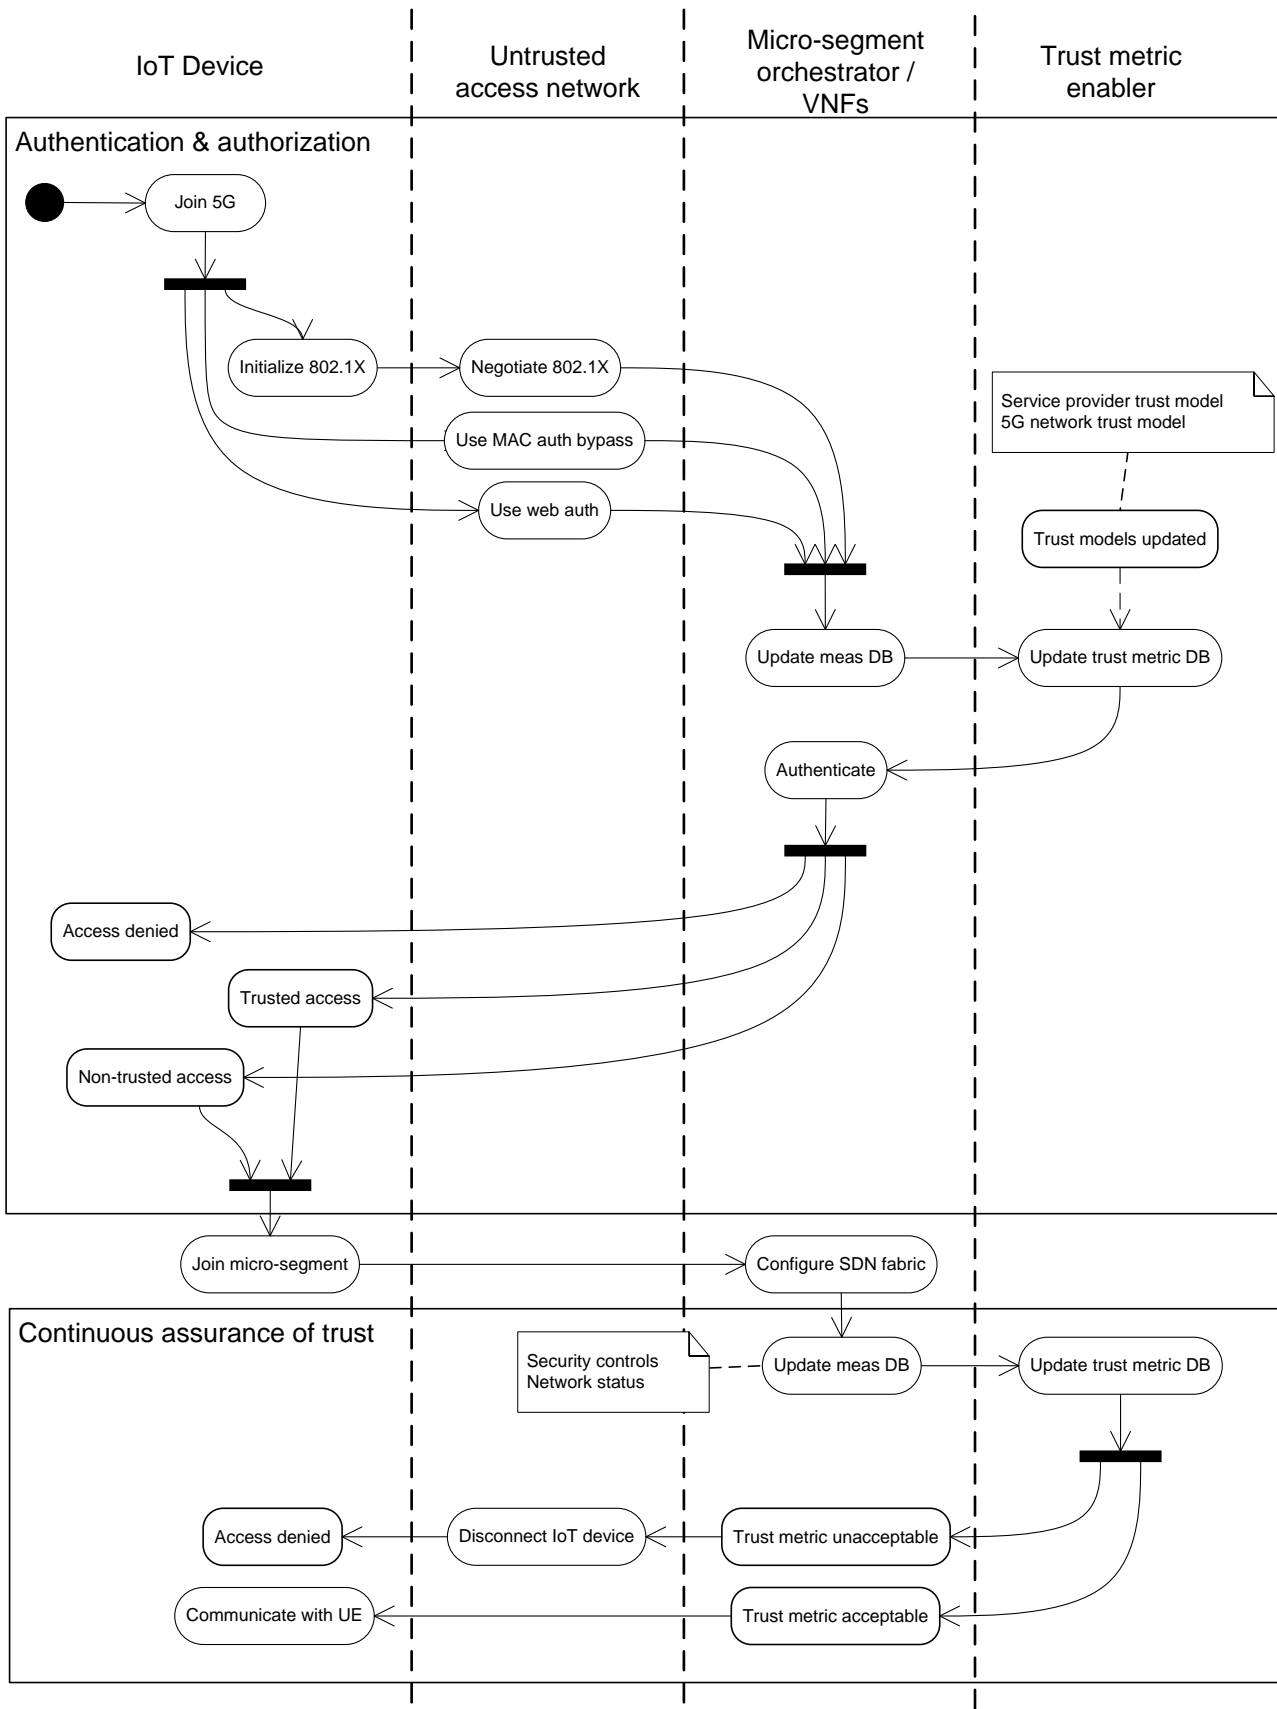 IoT Device
Untrusted
access network
Micro-segment
orchestrator /
VNFs
Trust metric
enabler
Authentication & authorization
Join 5G
Initialize 802.1X
Negotiate 802.1X
Service provider trust model
5G network trust model
Use MAC auth bypass
Use web auth
Trust models updated
Update meas DB
Update trust metric DB
Authenticate
Access denied
Trusted access
Non-trusted access
Join micro-segment
Configure SDN fabric
Continuous assurance of trust
Security controls
Network status
Update meas DB
Update trust metric DB
Access denied
Disconnect IoT device
Trust metric unacceptable
Communicate with UE
Trust metric acceptable